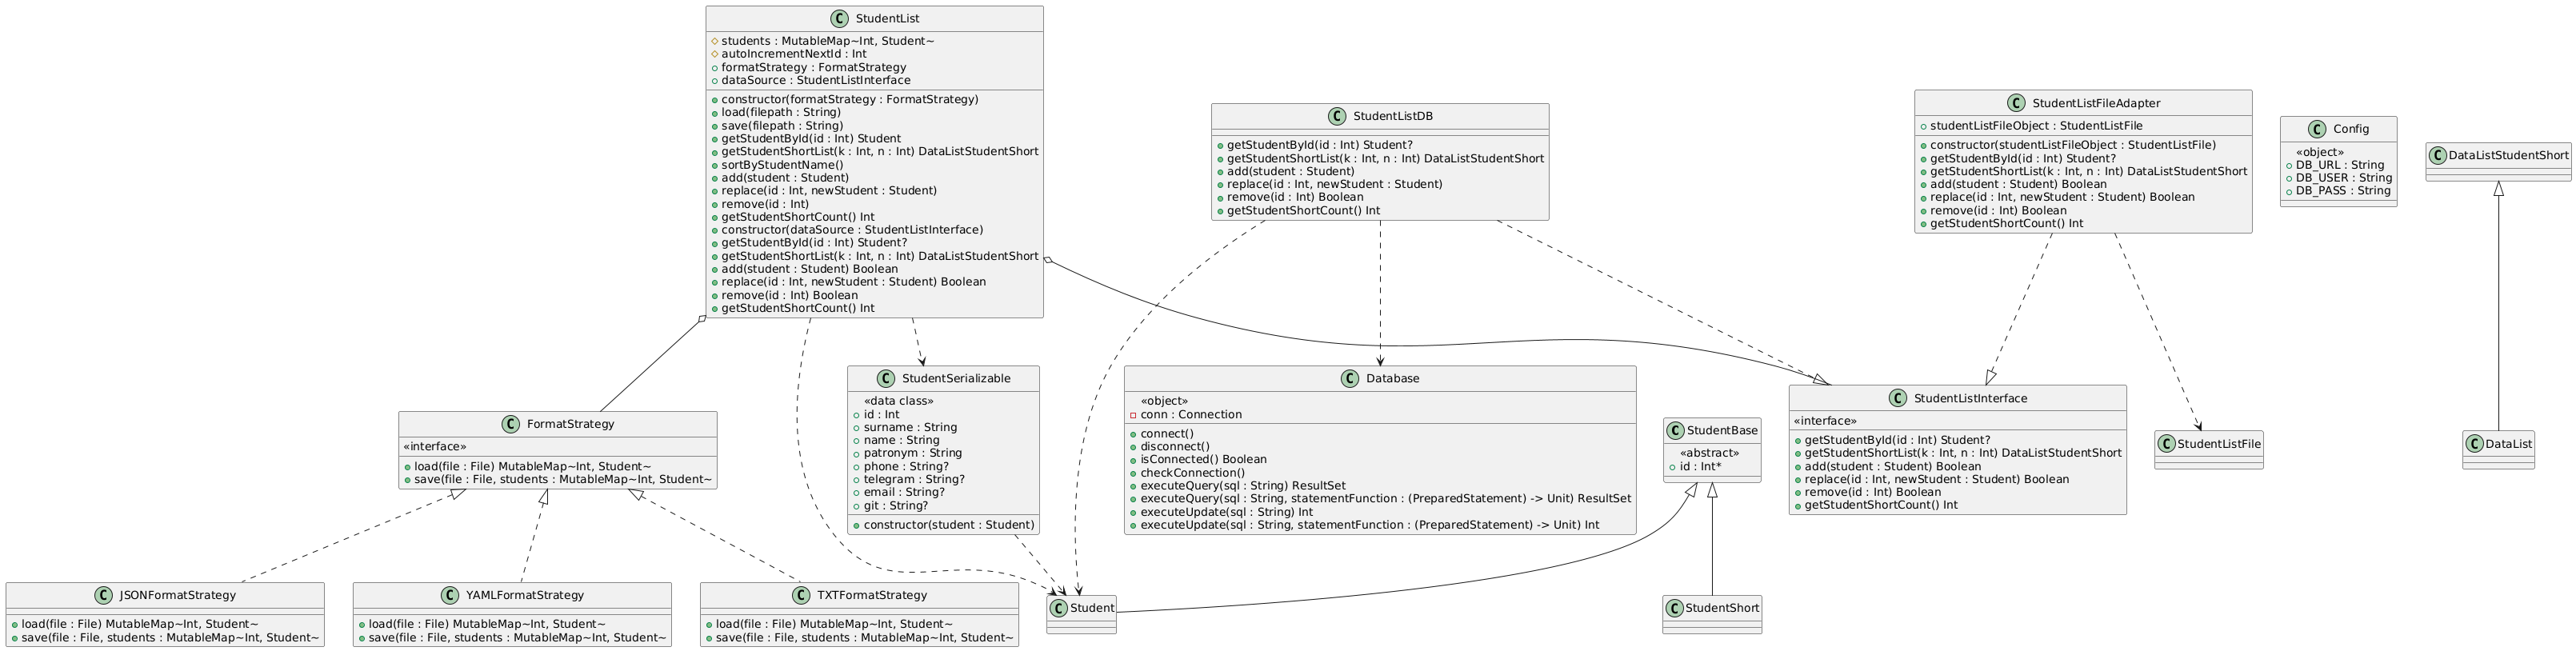 StudentList
students : MutableMap~Int, Student~
autoIncrementNextId : Int
formatStrategy : FormatStrategy
dataSource : StudentListInterface
constructor(formatStrategy : FormatStrategy)
load(filepath : String)
save(filepath : String)
getStudentById(id : Int) Student
getStudentShortList(k : Int, n : Int) DataListStudentShort
sortByStudentName()
add(student : Student)
replace(id : Int, newStudent : Student)
remove(id : Int)
getStudentShortCount() Int
constructor(dataSource : StudentListInterface)
getStudentById(id : Int) Student?
getStudentShortList(k : Int, n : Int) DataListStudentShort
add(student : Student) Boolean
replace(id : Int, newStudent : Student) Boolean
remove(id : Int) Boolean
getStudentShortCount() Int
StudentListDB
getStudentById(id : Int) Student?
getStudentShortList(k : Int, n : Int) DataListStudentShort
add(student : Student)
replace(id : Int, newStudent : Student)
remove(id : Int) Boolean
getStudentShortCount() Int
StudentListFileAdapter
studentListFileObject : StudentListFile
constructor(studentListFileObject : StudentListFile)
getStudentById(id : Int) Student?
getStudentShortList(k : Int, n : Int) DataListStudentShort
add(student : Student) Boolean
replace(id : Int, newStudent : Student) Boolean
remove(id : Int) Boolean
getStudentShortCount() Int
Config
«object»
DB_URL : String
DB_USER : String
DB_PASS : String
DataListStudentShort
FormatStrategy
«interface»
load(file : File) MutableMap~Int, Student~
save(file : File, students : MutableMap~Int, Student~
StudentSerializable
«data class»
id : Int
surname : String
name : String
patronym : String
phone : String?
telegram : String?
email : String?
git : String?
constructor(student : Student)
Database
«object»
conn : Connection
connect()
disconnect()
isConnected() Boolean
checkConnection()
executeQuery(sql : String) ResultSet
executeQuery(sql : String, statementFunction : (PreparedStatement) -> Unit) ResultSet
executeUpdate(sql : String) Int
executeUpdate(sql : String, statementFunction : (PreparedStatement) -> Unit) Int
StudentBase
«abstract»
id : Int*
StudentListInterface
«interface»
getStudentById(id : Int) Student?
getStudentShortList(k : Int, n : Int) DataListStudentShort
add(student : Student) Boolean
replace(id : Int, newStudent : Student) Boolean
remove(id : Int) Boolean
getStudentShortCount() Int
StudentListFile
DataList
JSONFormatStrategy
load(file : File) MutableMap~Int, Student~
save(file : File, students : MutableMap~Int, Student~
YAMLFormatStrategy
load(file : File) MutableMap~Int, Student~
save(file : File, students : MutableMap~Int, Student~
TXTFormatStrategy
load(file : File) MutableMap~Int, Student~
save(file : File, students : MutableMap~Int, Student~
Student
StudentShort